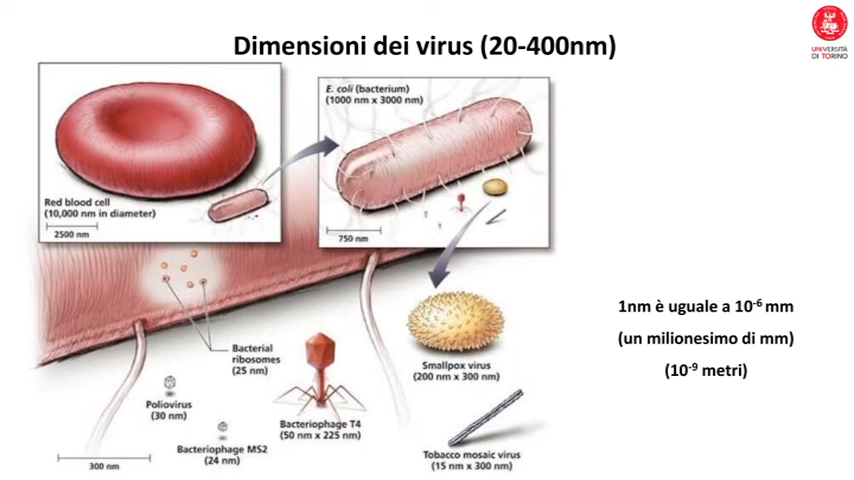 Dimensioni dei virus (20-400nm)
UNIVERSITÀ
DI TORINO
E. coli (bacterium)
(1000 nm x 3000 nm)
Red blood cell
(10,000 nm in diameter)
2500 nm
750 nm
1nm è uguale a 10⁻⁶ mm
(un milionesimo di mm)
(10⁻⁹ metri)
Bacterial
ribosomes
(25 nm)
Smallpox virus
(200 nm x 300 nm)
Poliovirus
(30 nm)
Bacteriophage T4
(50 nm x 225 nm)
Bacteriophage MS2
(24 nm)
Tobacco mosaic virus
(15 nm x 300 nm)
300 nm